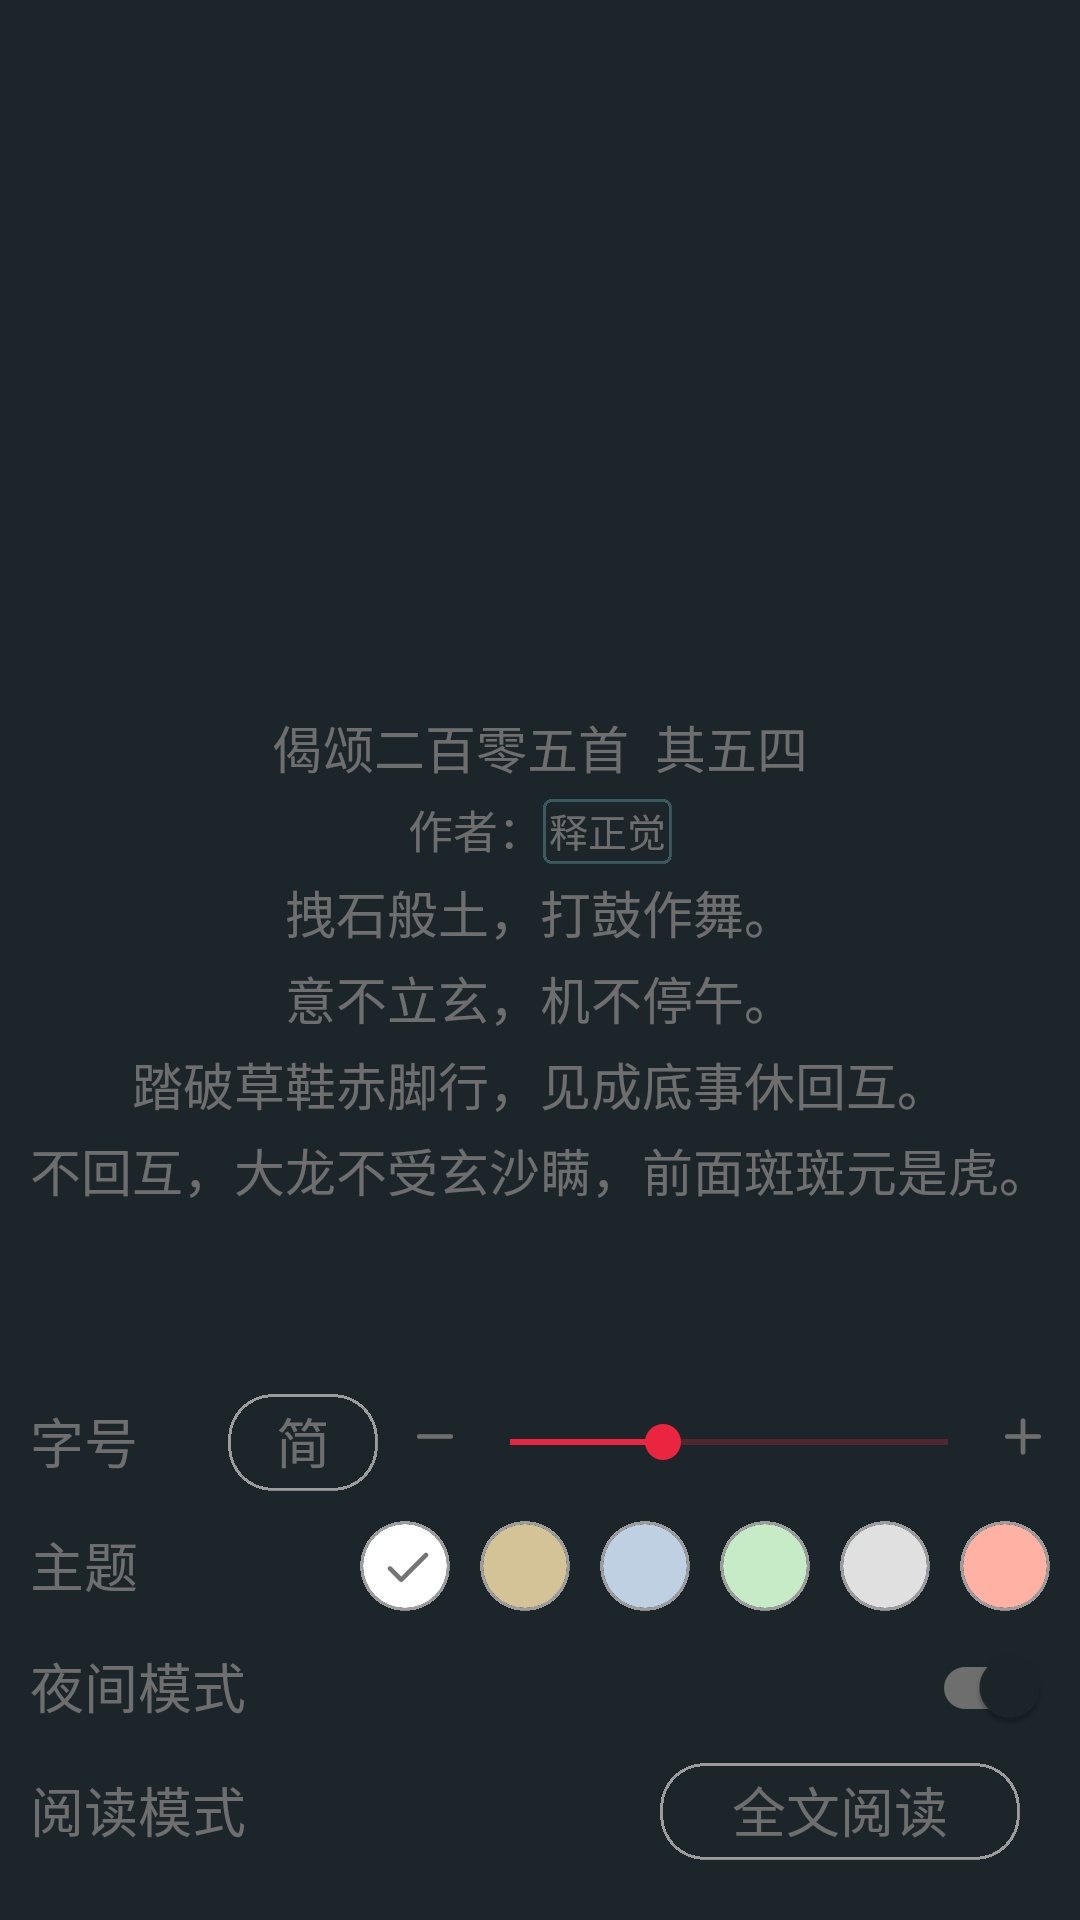 偈颂二百零五首 其五四
作者：释正觉
拽石般土，打鼓作舞。
意不立玄，机不停午。
踏破草鞋赤脚行，见成底事休回互。
不回互，大龙不受玄沙瞒，前面斑斑元是虎。
字号 简
主题
夜间模式
阅读模式 全文阅读